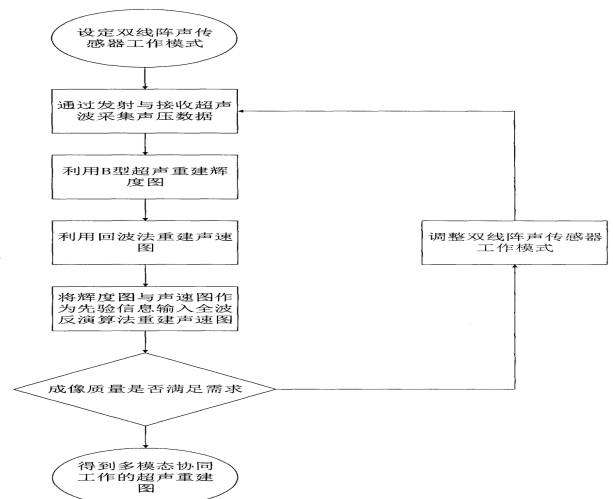 设定双线阵声传
感器工作模式
通过发射与接收超声
波采集声压数据
利用B型超声重建辉
度图
利用回波法重建声速
图
调整双线阵声传感器
工作模式
将辉度图与声速图作
为先验信息输入全波
反演算法重建声速图
成像质量是否满足需求
得到多模态协同
工作的超声重建
图